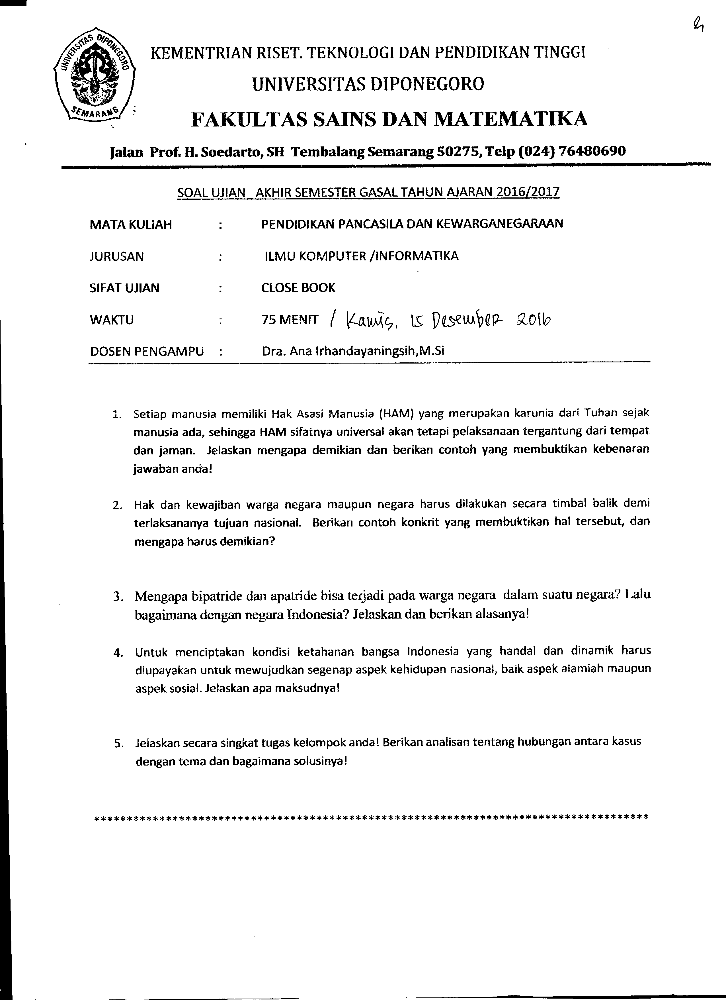 UNIVERSITAS DIPONEGORO
SEMARANG
KEMENTRIAN RISET. TEKNOLOGI DAN PENDIDIKAN TINGGI
UNIVERSITAS DIPONEGORO
FAKULTAS SAINS DAN MATEMATIKA
Jalan Prof. H. Soedarto, SH Tembalang Semarang 50275, Telp (024) 76480690
SOAL UJIAN AKHIR SEMESTER GASAL TAHUN AJARAN 2016/2017
MATA KULIAH : PENDIDIKAN PANCASILA DAN KEWARGANEGARAAN
JURUSAN : ILMU KOMPUTER /INFORMATIKA
SIFAT UJIAN : CLOSE BOOK
WAKTU : 75 MENIT / Kamis, 15 Desember 2016
DOSEN PENGAMPU : Dra. Ana Irhandayaningsih,M.Si
1. Setiap manusia memiliki Hak Asasi Manusia (HAM) yang merupakan karunia dari Tuhan sejak
manusia ada, sehingga HAM sifatnya universal akan tetapi pelaksanaan tergantung dari tempat
dan jaman. Jelaskan mengapa demikian dan berikan contoh yang membuktikan kebenaran
jawaban anda!
2. Hak dan kewajiban warga negara maupun negara harus dilakukan secara timbal balik demi
terlaksananya tujuan nasional. Berikan contoh konkrit yang membuktikan hal tersebut, dan
mengapa harus demikian?
3. Mengapa bipatride dan apatride bisa terjadi pada warga negara dalam suatu negara? Lalu
bagaimana dengan negara Indonesia? Jelaskan dan berikan alasanya!
4. Untuk menciptakan kondisi ketahanan bangsa Indonesia yang handal dan dinamik harus
diupayakan untuk mewujudkan segenap aspek kehidupan nasional, baik aspek alamiah maupun
aspek sosial. Jelaskan apa maksudnya!
5. Jelaskan secara singkat tugas kelompok anda! Berikan analisan tentang hubungan antara kasus
dengan tema dan bagaimana solusinya!
*************************************************************************************